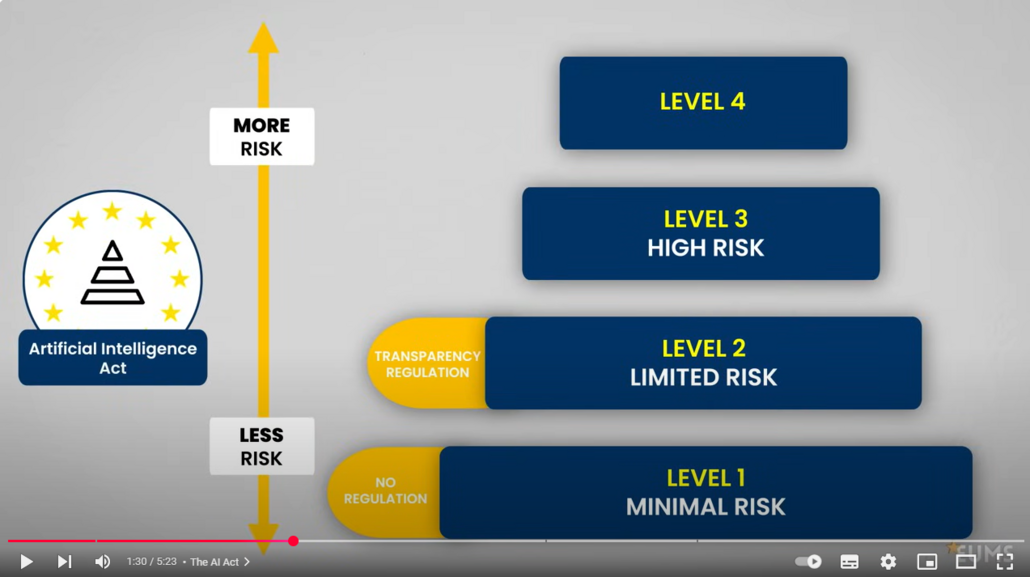 MORE
RISK
LEVEL 4
LEVEL 3
HIGH RISK
Artificial Intelligence
Act
TRANSPARENCY
REGULATION
LEVEL 2
LIMITED RISK
LESS
RISK
NO
REGULATION
LEVEL 1
MINIMAL RISK
1:30 / 5:23 • The AI Act